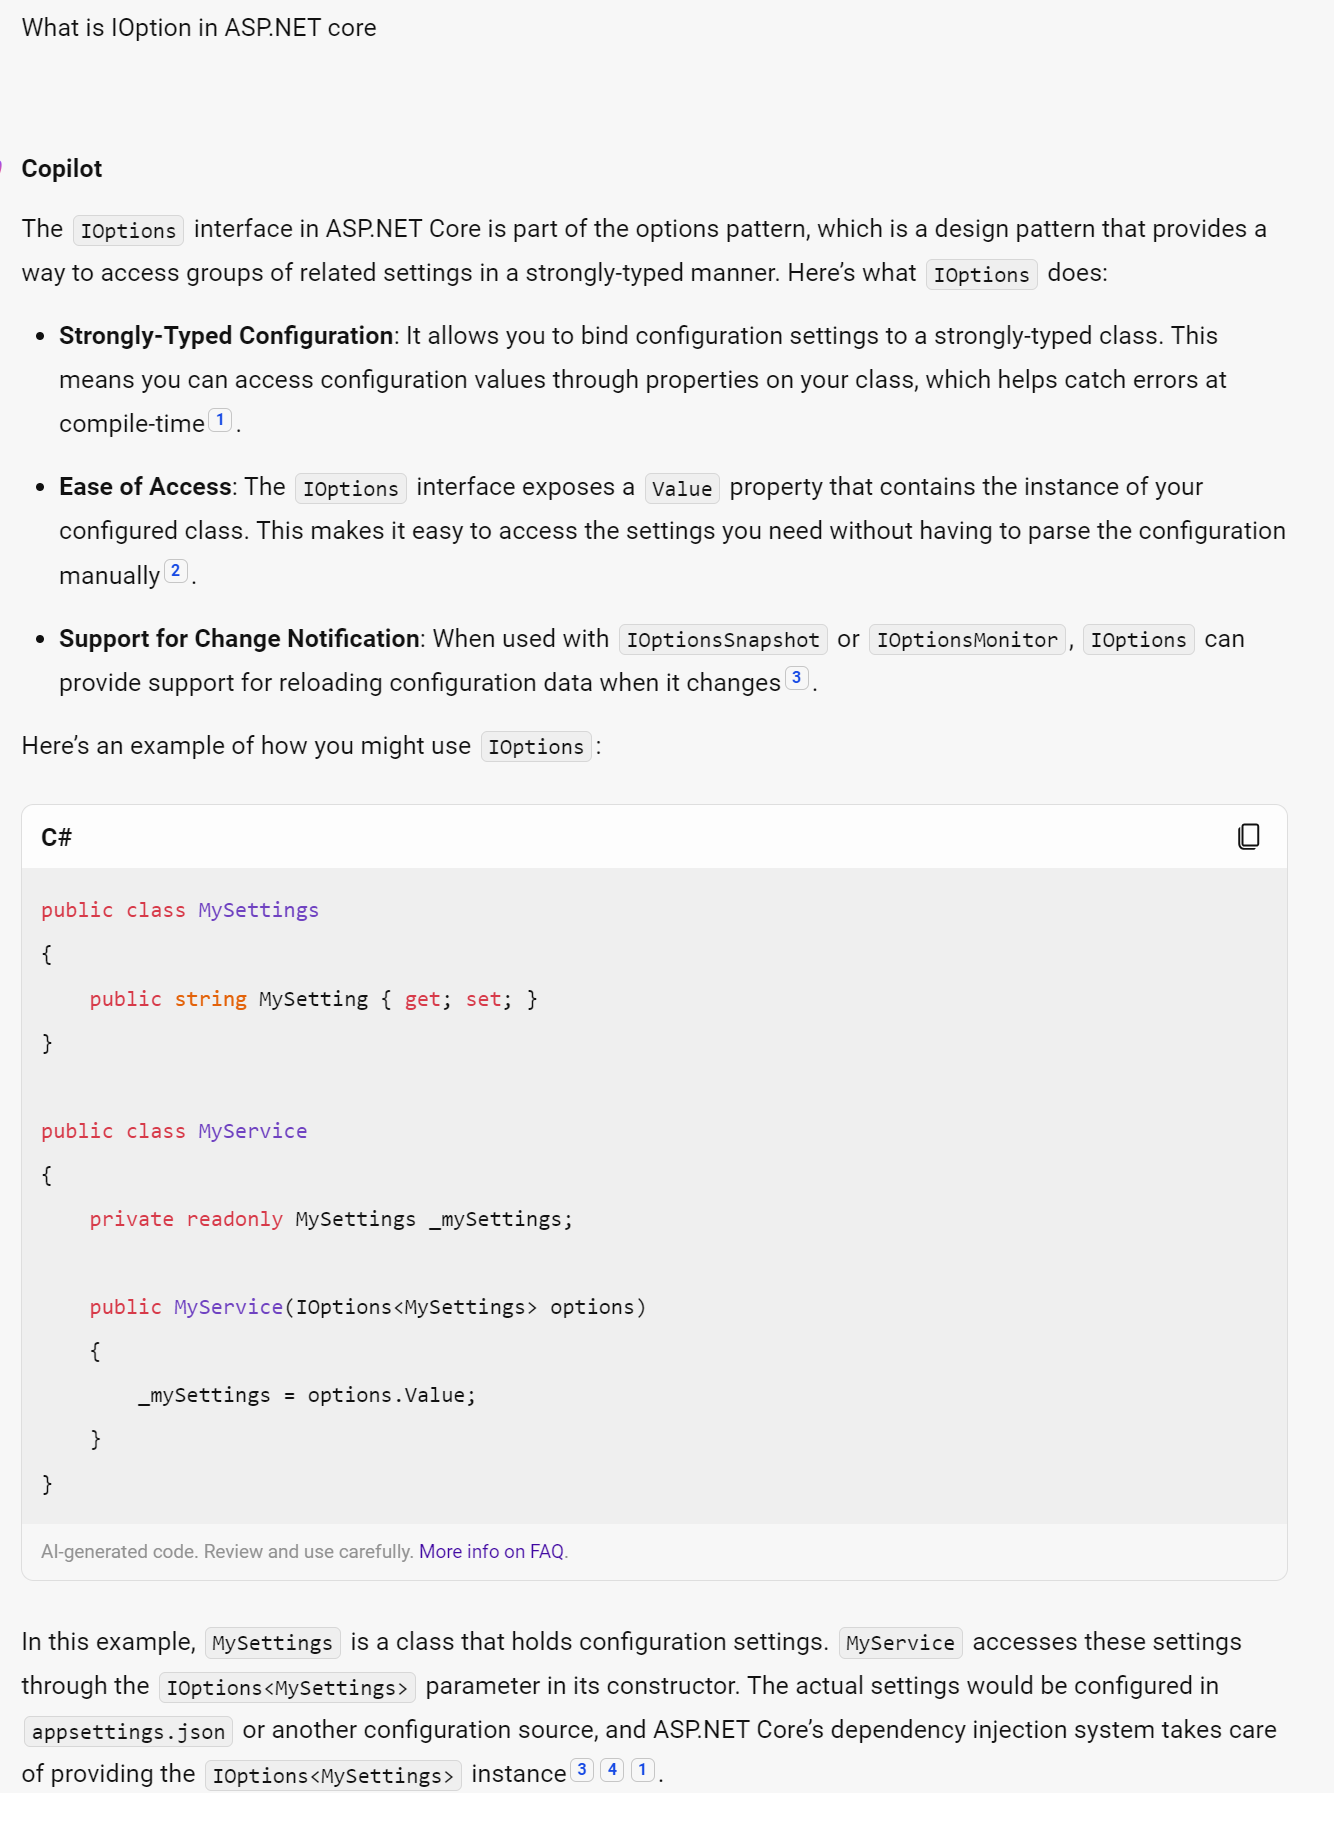 What is IOption in ASP.NET core
Copilot
The IOptions interface in ASP.NET Core is part of the options pattern, which is a design pattern that provides a
way to access groups of related settings in a strongly-typed manner. Here’s what IOptions does:
• Strongly-Typed Configuration: It allows you to bind configuration settings to a strongly-typed class. This
means you can access configuration values through properties on your class, which helps catch errors at
compile-time 1 .
• Ease of Access: The IOptions interface exposes a Value property that contains the instance of your
configured class. This makes it easy to access the settings you need without having to parse the configuration
manually 2 .
• Support for Change Notification: When used with IOptionsSnapshot or IOptionsMonitor, IOptions can
provide support for reloading configuration data when it changes 3 .
Here’s an example of how you might use IOptions :
C#
public class MySettings
{
    public string MySetting { get; set; }
}
public class MyService
{
    private readonly MySettings _mySettings;
    public MyService(IOptions<MySettings> options)
    {
        _mySettings = options.Value;
    }
}
AI-generated code. Review and use carefully. More info on FAQ.
In this example, MySettings is a class that holds configuration settings. MyService accesses these settings
through the IOptions<MySettings> parameter in its constructor. The actual settings would be configured in
appsettings.json or another configuration source, and ASP.NET Core’s dependency injection system takes care
of providing the IOptions<MySettings> instance 3 4 1 .